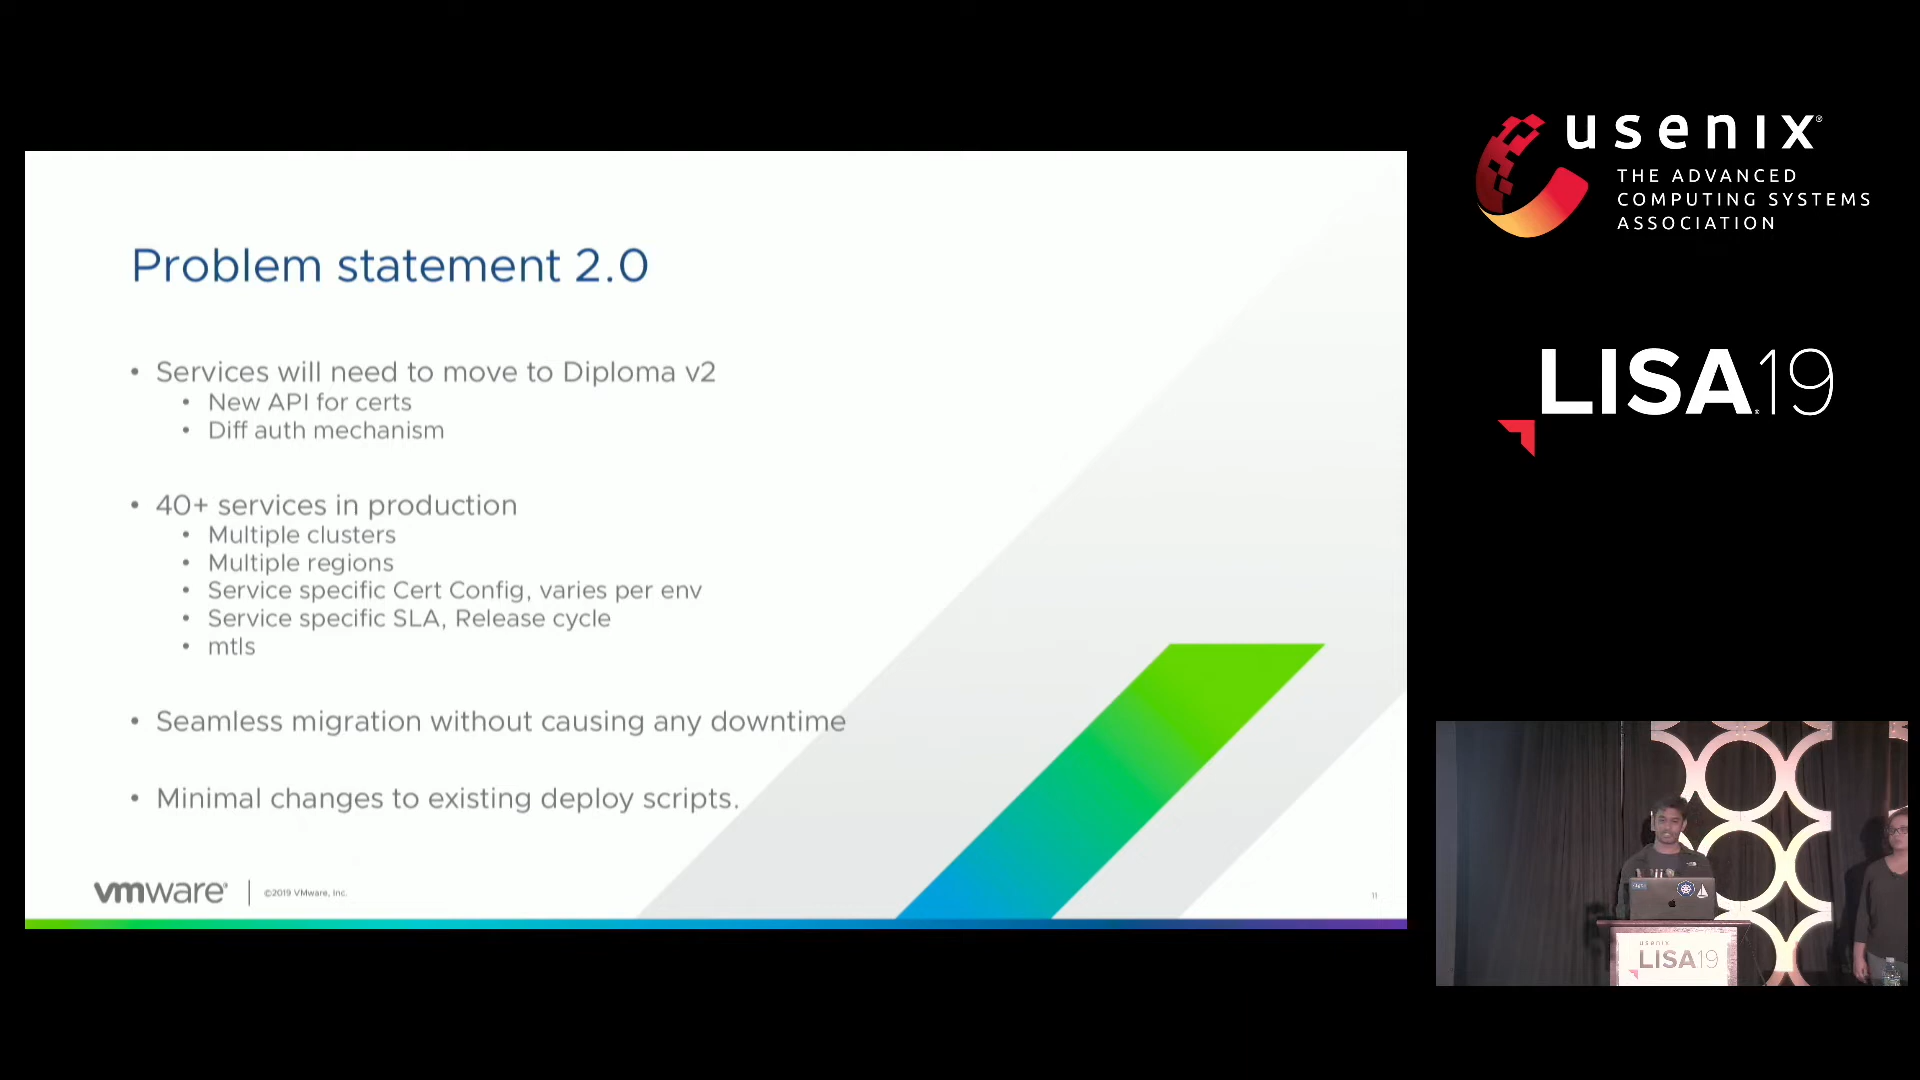 Problem statement 2.0
• Services will need to move to Diploma v2
• New API for certs
• Diff auth mechanism
• 40+ services in production
• Multiple clusters
• Multiple regions
• Service specific Cert Config, varies per env
• Service specific SLA, Release cycle
• mtls
• Seamless migration without causing any downtime
• Minimal changes to existing deploy scripts.
vmware® | ©2019 VMware, Inc.
11
usenix®
THE ADVANCED
COMPUTING SYSTEMS
ASSOCIATION
LISA19
usenix
LISA19